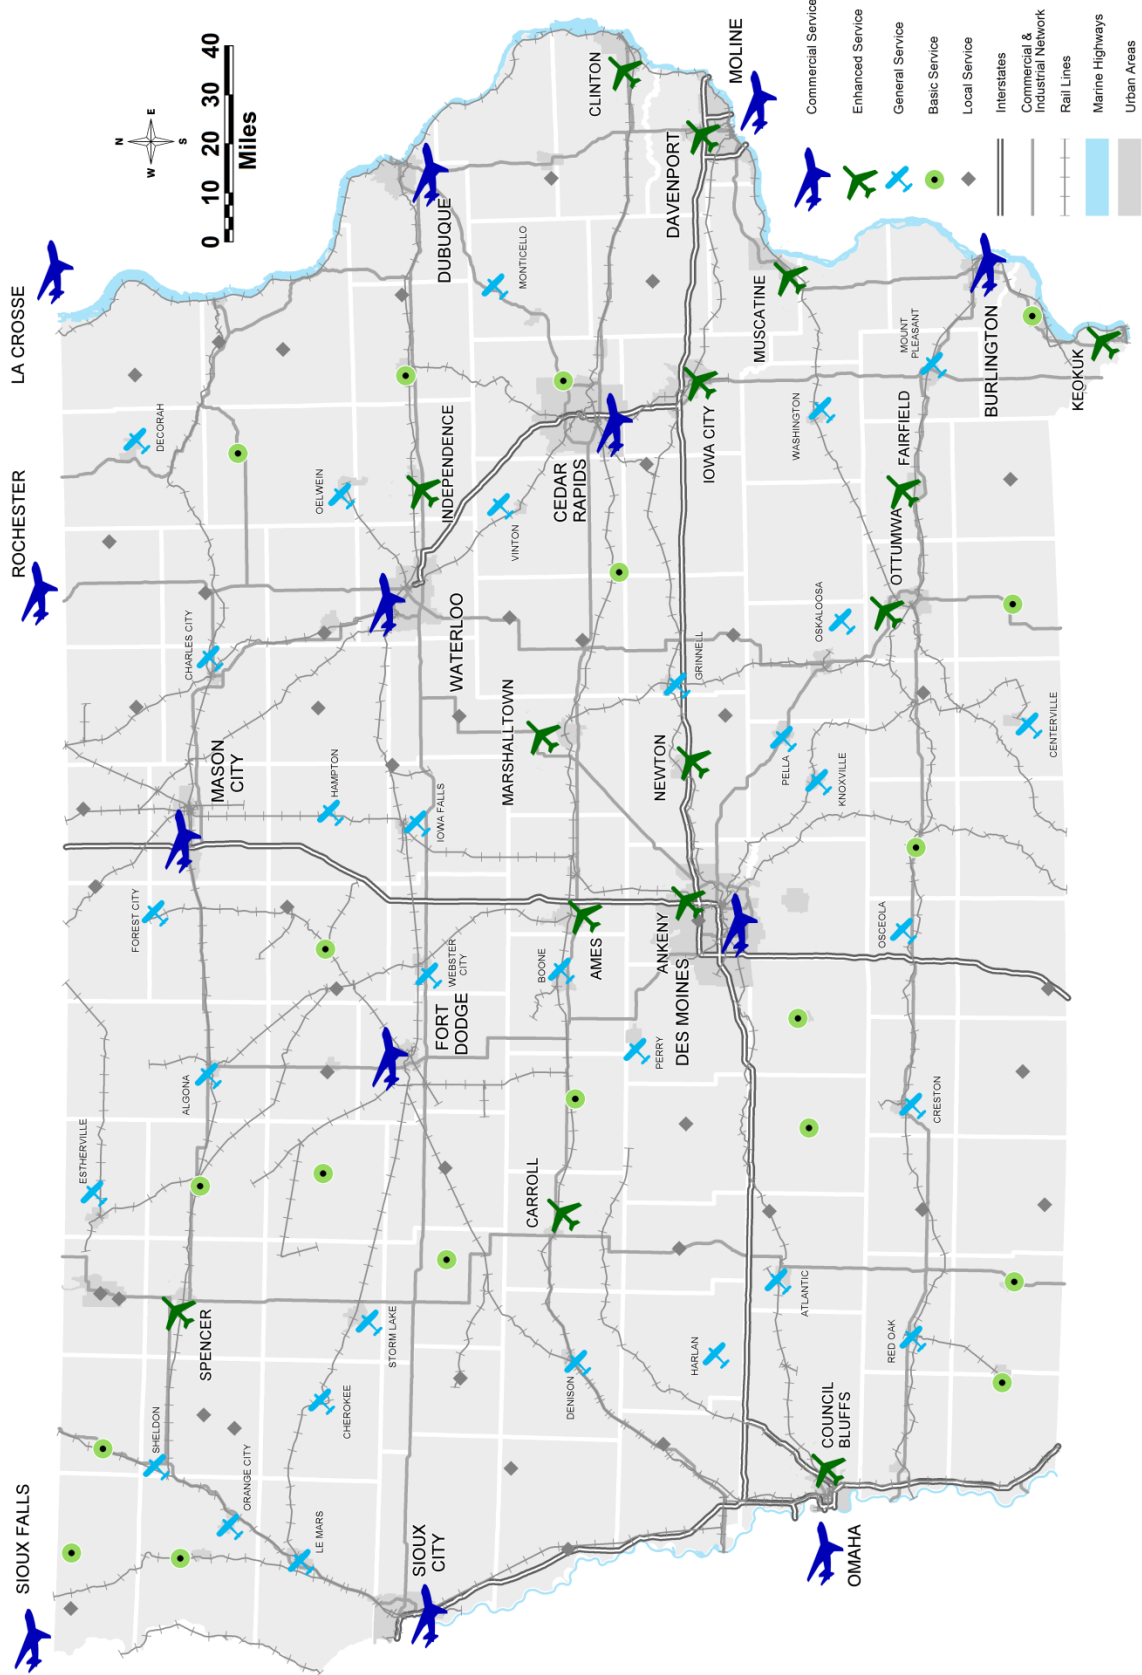 SIOUX FALLS
ROCHESTER
LA CROSSE
N
W
E
S
0
10
20
30
40
Miles
ESTHERVILLE
FOREST CITY
DECORAH
SHELDON
SPENCER
ALGONA
MASON
CITY
CHARLES CITY
ORANGE CITY
LE MARS
CHEROKEE
STORM LAKE
HAMPTON
OELWEIN
SIOUX
CITY
FORT
DODGE
WEBSTER
CITY
IOWA FALLS
WATERLOO
INDEPENDENCE
DUBUQUE
MONTICELLO
VINTON
MARSHALLTOWN
CEDAR
RAPIDS
DENISON
CARROLL
BOONE
AMES
CLINTON
PERRY
ANKENY
DES MOINES
NEWTON
GRINNELL
IOWA CITY
DAVENPORT
MOLINE
HARLAN
ATLANTIC
COUNCIL
BLUFFS
OMAHA
PELLA
KNOXVILLE
OSKALOOSA
WASHINGTON
MUSCATINE
RED OAK
CRESTON
OSCEOLA
OTTUMWA
FAIRFIELD
MOUNT
PLEASANT
BURLINGTON
CENTERVILLE
KEOKUK
Commercial Service
Enhanced Service
General Service
Basic Service
Local Service
Interstates
Commercial &
Industrial Network
Rail Lines
Marine Highways
Urban Areas